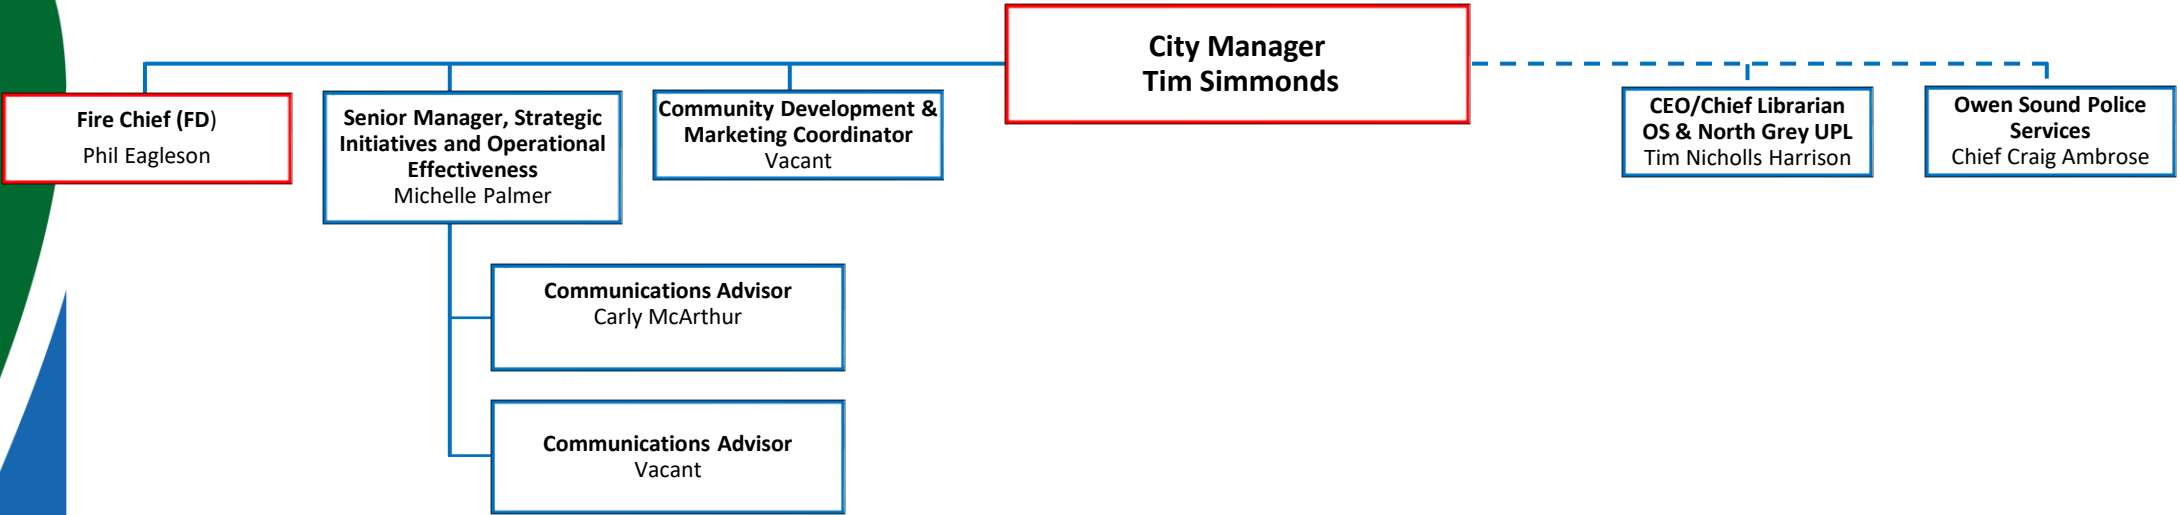 City Manager
Tim Simmonds
Fire Chief (FD)
Phil Eagleson
Senior Manager, Strategic
Initiatives and Operational
Effectiveness
Michelle Palmer
Community Development &
Marketing Coordinator
Vacant
CEO/Chief Librarian
OS & North Grey UPL
Tim Nicholls Harrison
Owen Sound Police
Services
Chief Craig Ambrose
Communications Advisor
Carly McArthur
Communications Advisor
Vacant